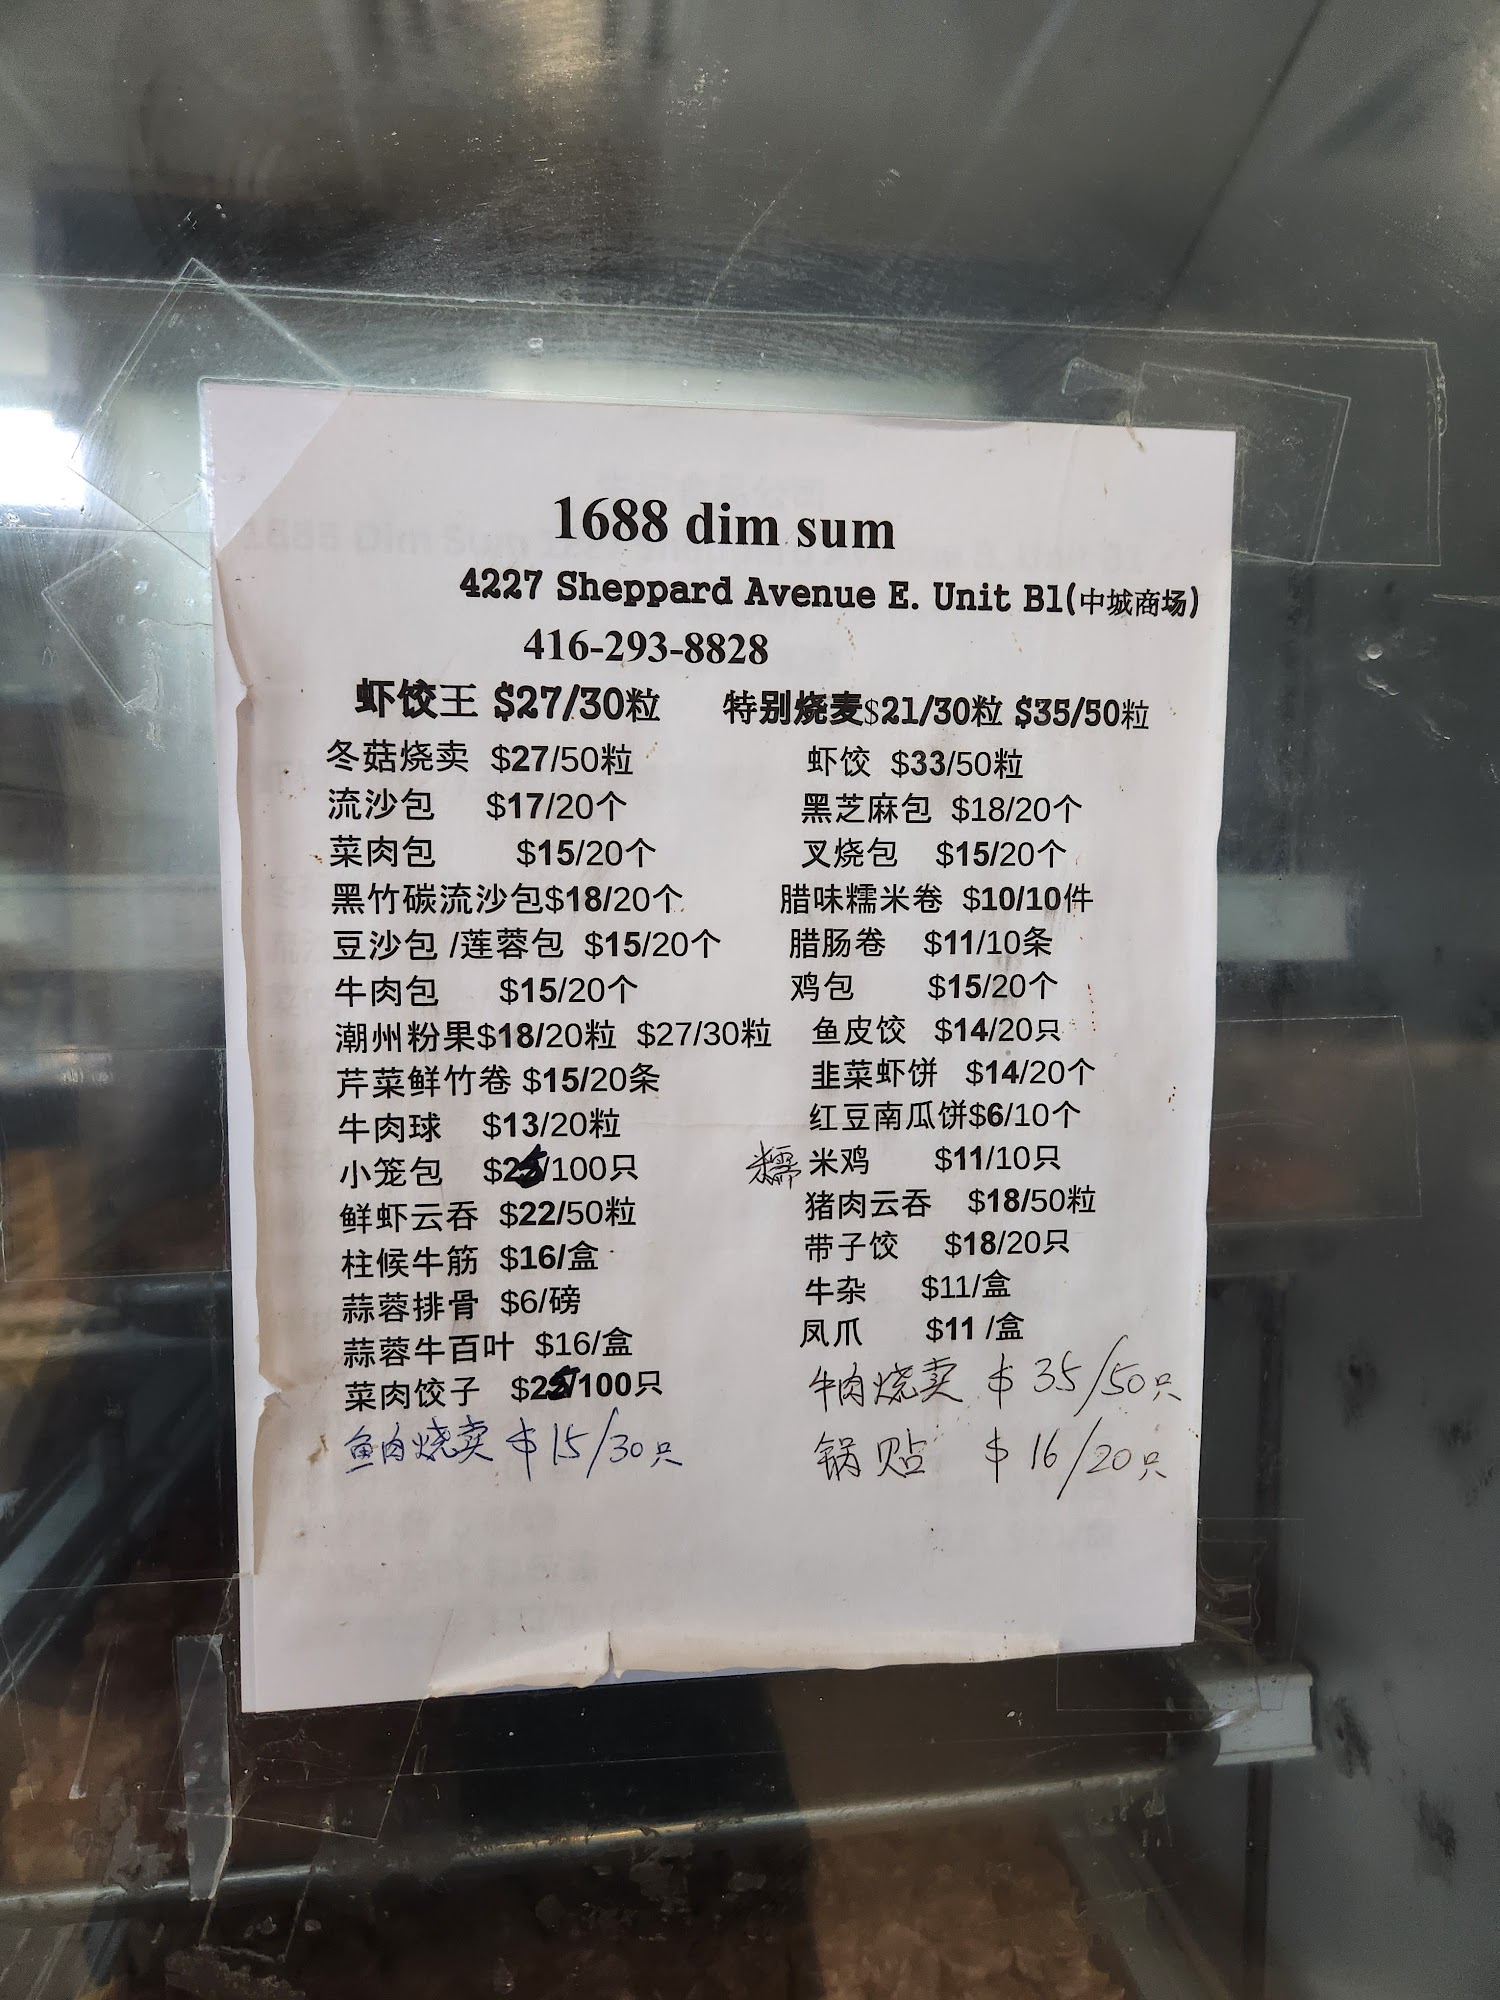 1688 dim sum
4227 Sheppard Avenue E. Unit B1(中城商场)
416-293-8828
虾饺王 $27/30粒 特别烧麦$21/30粒 $35/50粒
冬菇烧卖 $27/50粒 虾饺 $33/50粒
流沙包 $17/20个 黑芝麻包 $18/20个
菜肉包 $15/20个 叉烧包 $15/20个
黑竹碳流沙包$18/20个 腊味糯米卷 $10/10件
豆沙包 /莲蓉包 $15/20个 腊肠卷 $11/10条
牛肉包 $15/20个 鸡包 $15/20个
潮州粉果$18/20粒 $27/30粒 鱼皮饺 $14/20只
芹菜鲜竹卷 $15/20条 韭菜虾饼 $14/20个
牛肉球 $13/20粒 红豆南瓜饼$6/10个
小笼包 /100只 糯米鸡 $11/10只
鲜虾云吞 $22/50粒 猪肉云吞 $18/50粒
柱候牛筋 $16/盒 带子饺 $18/20只
蒜蓉排骨 $6/磅 牛杂 $11/盒
蒜蓉牛百叶 $16/盒 凤爪 $11 /盒
菜肉饺子 /100只 牛肉烧卖 $35/50只
鱼肉烧卖 $15/30只 锅贴 $16/20只